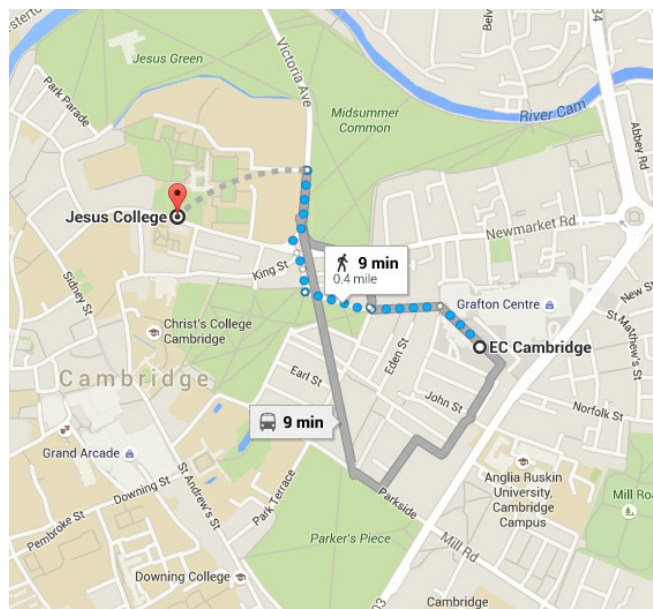 Jesus Green
Victoria Ave
Park Parade
Midsummer
Common
River Cam
Abbey Rd
Jesus College
Newmarket Rd
King St
9 min
0.4 mile
Sidney St
Christ's College
Cambridge
Grafton Centre
New St
St Matthew's St
EC Cambridge
Cambridge
Eden St
Earl St
John St
Norfolk St
9 min
Grand Arcade
St Andrew's St
Downing St
Pembroke St
Park Terrace
Parkside
Anglia Ruskin
University,
Cambridge
Campus
Mill Ro
Mill Rd
Parker's Piece
Downing College
Cambridge